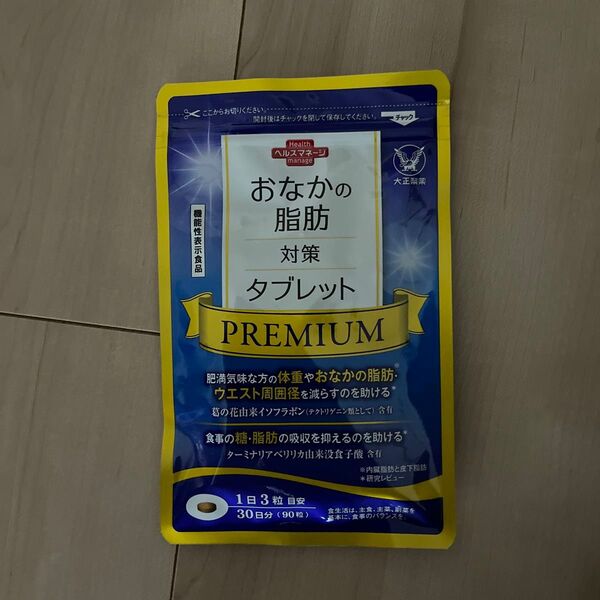 ここからお切りください。
開封後はチャックを閉じて保存してください。
チャック
Health
ヘルスマネージ
manage
大正製薬
機能性表示食品
おなかの
脂肪
対策
タブレット
PREMIUM
肥満気味な方の体重やおなかの脂肪*・
ウエスト周囲径を減らすのを助ける*
葛の花由来イソフラボン(テクトリゲニン類として)含有
食事の糖・脂肪の吸収を抑えるのを助ける*
ターミナリアベリリカ由来没食子酸 含有
※内臓脂肪と皮下脂肪
*研究レビュー
1日3粒 目安
30日分(90粒)
食生活は、主食、主菜、副菜を
基本に、食事のバランスを。